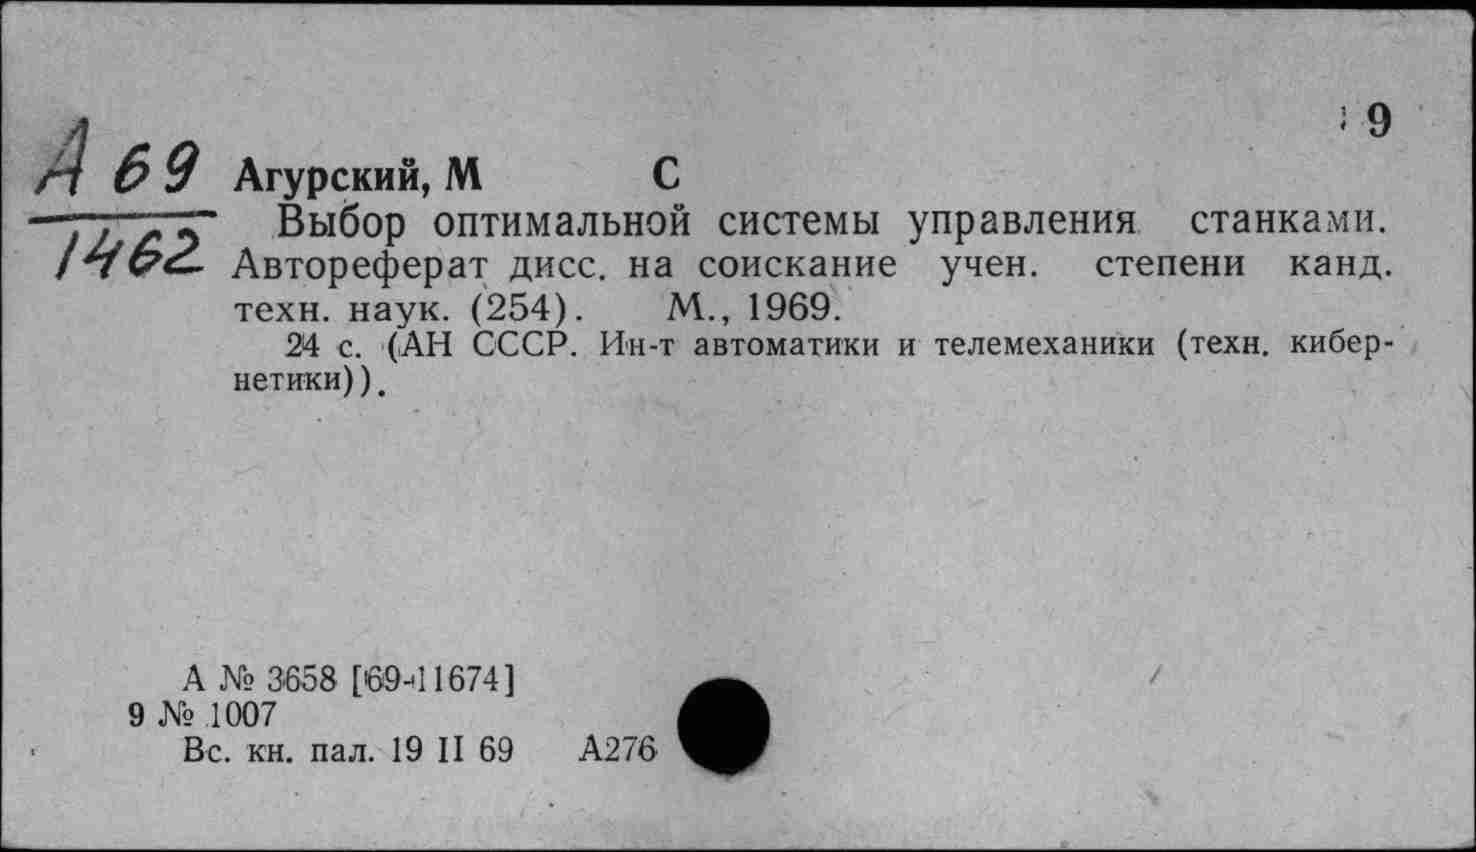 9
А 69
1462
Агурский, М С
Выбор оптимальной системы управления станками.
Автореферат дисс. на соискание учен. степени канд.
техн. наук. (254). М., 1969.
24 с. (АН СССР. Ин-т автоматики и телемеханики (техн. кибер-
нетики)).
А № 3658 [69-11674]
9 № 1007
Вс. кн. пал. 19 II 69 А276